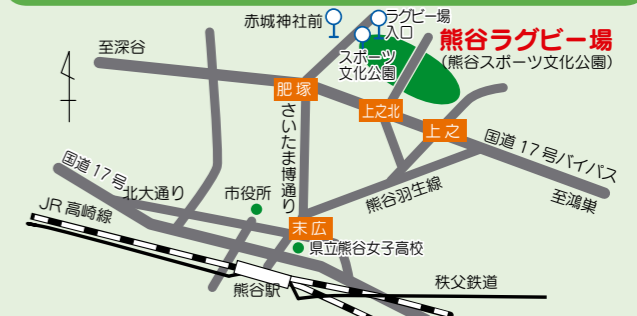 赤城神社前
ラグビー場
入口
スポーツ
文化公園
熊谷ラグビー場
(熊谷スポーツ文化公園)
至深谷
肥塚
上之北
上之
国道17号バイパス
至鴻巣
さいたま博通り
熊谷羽生線
国道17号
北大通り
市役所
JR高崎線
末広
県立熊谷女子高校
熊谷駅
秩父鉄道